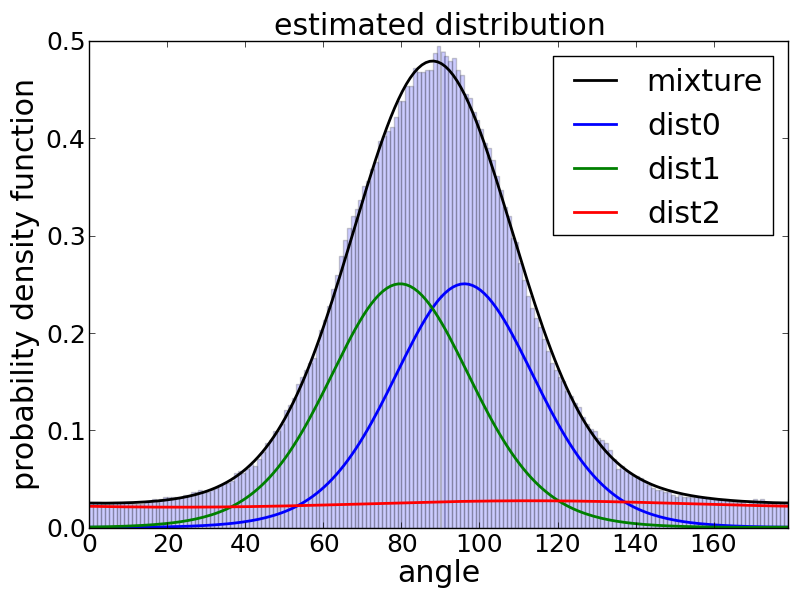 estimated distribution
probability density function
0.5
0.4
0.3
0.2
0.1
0.0
mixture
dist0
dist1
dist2
0 20 40 60 80 100 120 140 160
angle